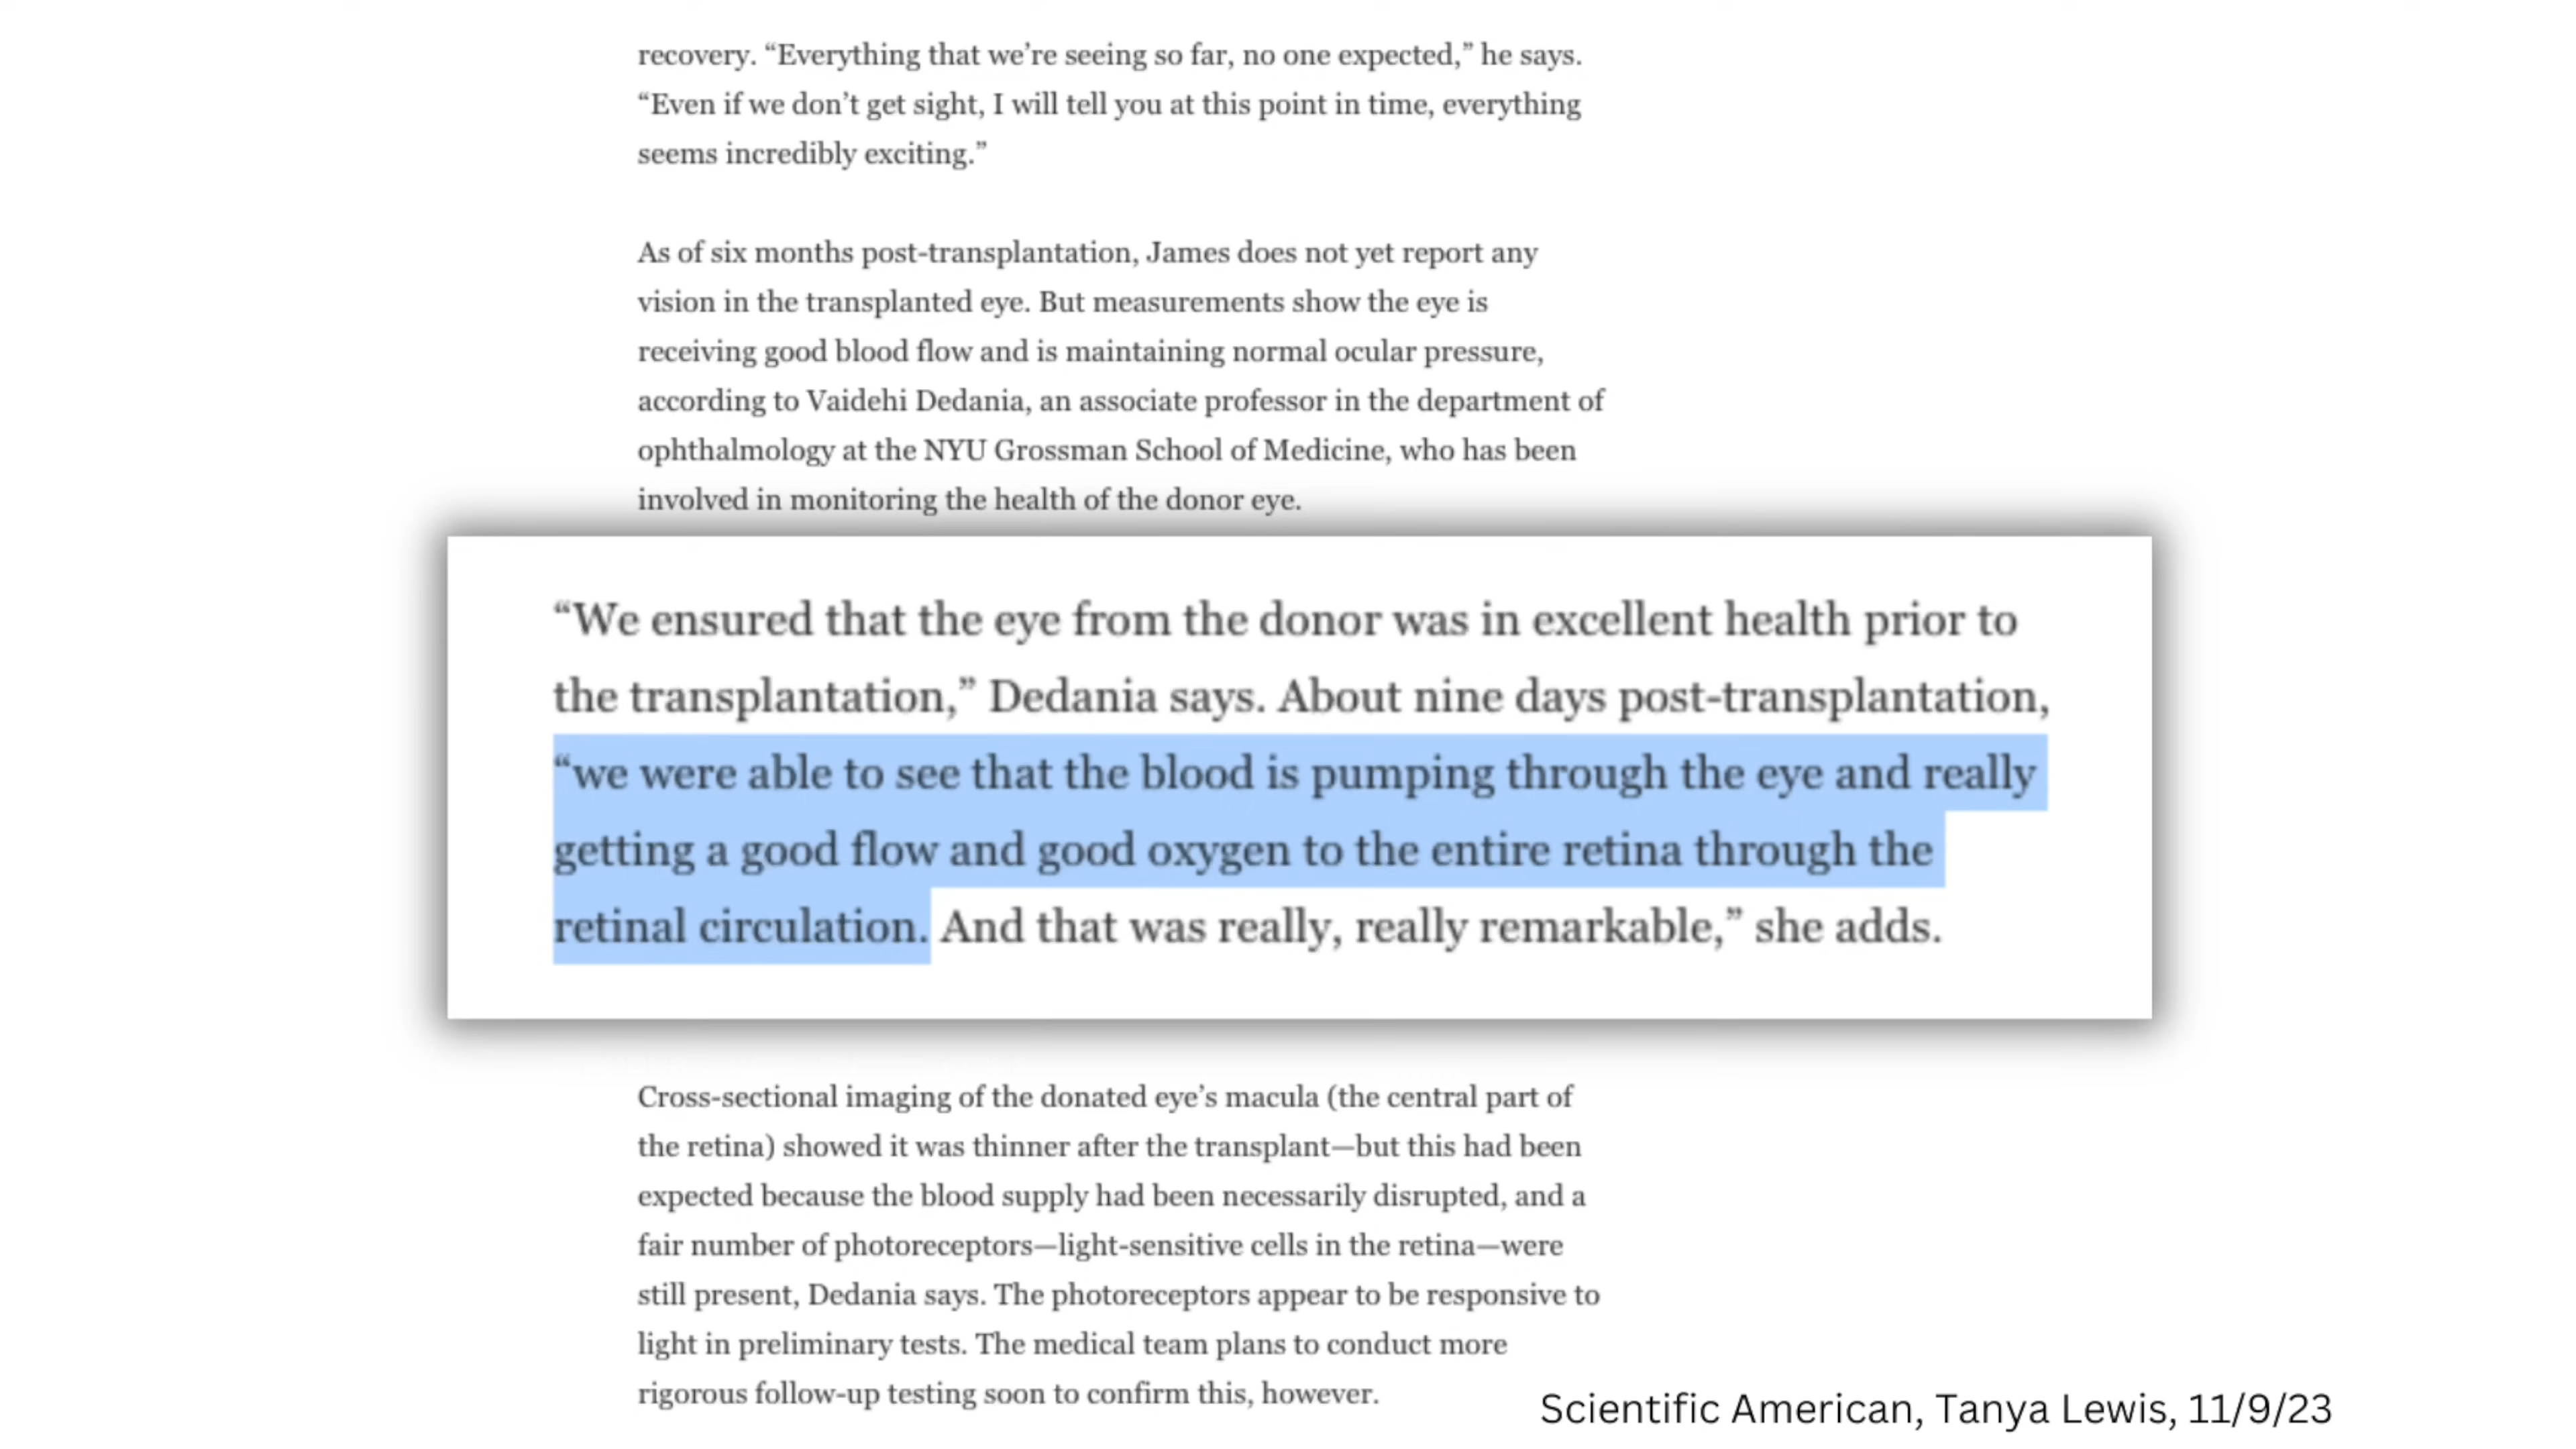 recovery. “Everything that we’re seeing so far, no one expected,” he says.
“Even if we don’t get sight, I will tell you at this point in time, everything
seems incredibly exciting.”
As of six months post-transplantation, James does not yet report any
vision in the transplanted eye. But measurements show the eye is
receiving good blood flow and is maintaining normal ocular pressure,
according to Vaidehi Dedania, an associate professor in the department of
ophthalmology at the NYU Grossman School of Medicine, who has been
involved in monitoring the health of the donor eye.
“We ensured that the eye from the donor was in excellent health prior to
the transplantation,” Dedania says. About nine days post-transplantation,
“we were able to see that the blood is pumping through the eye and really
getting a good flow and good oxygen to the entire retina through the
retinal circulation. And that was really, really remarkable,” she adds.
Cross-sectional imaging of the donated eye’s macula (the central part of
the retina) showed it was thinner after the transplant—but this had been
expected because the blood supply had been necessarily disrupted, and a
fair number of photoreceptors—light-sensitive cells in the retina—were
still present, Dedania says. The photoreceptors appear to be responsive to
light in preliminary tests. The medical team plans to conduct more
rigorous follow-up testing soon to confirm this, however.
Scientific American, Tanya Lewis, 11/9/23